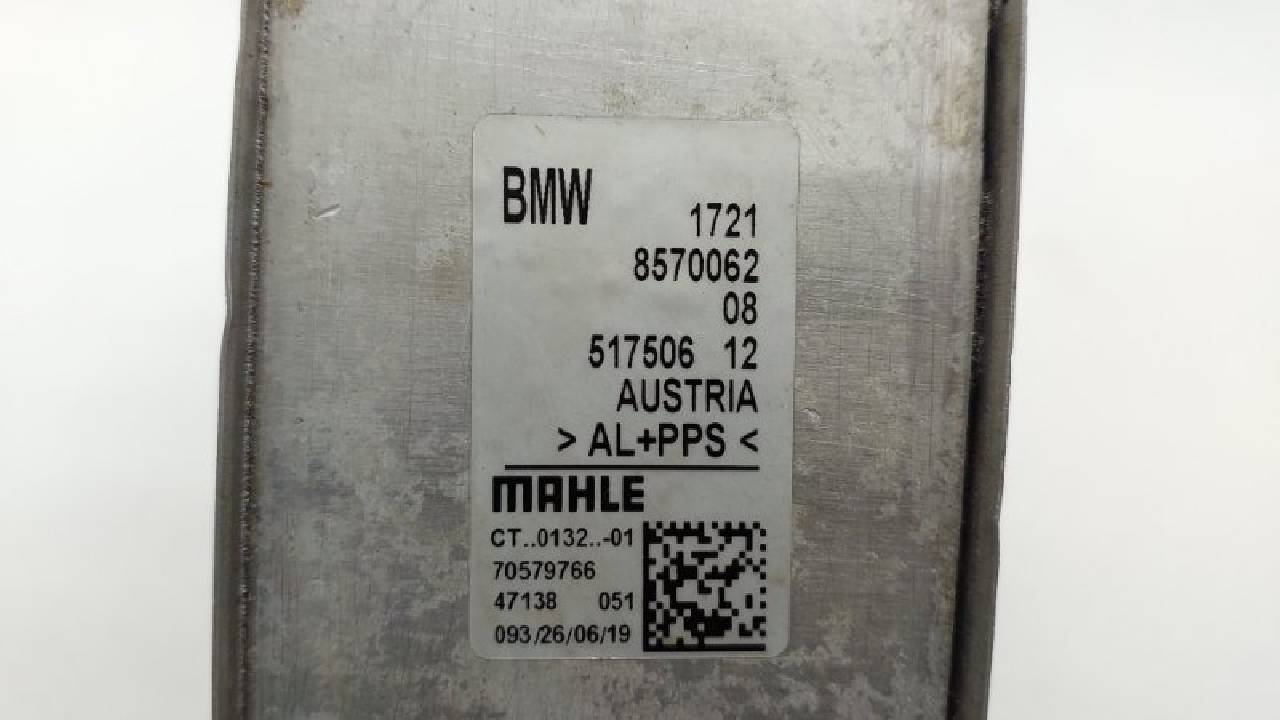 BMW
1721
8570062
08
517506 12
AUSTRIA
> AL+PPS <
MAHLE
CT..0132..-01
70579766
47138 051
093/26/06/19